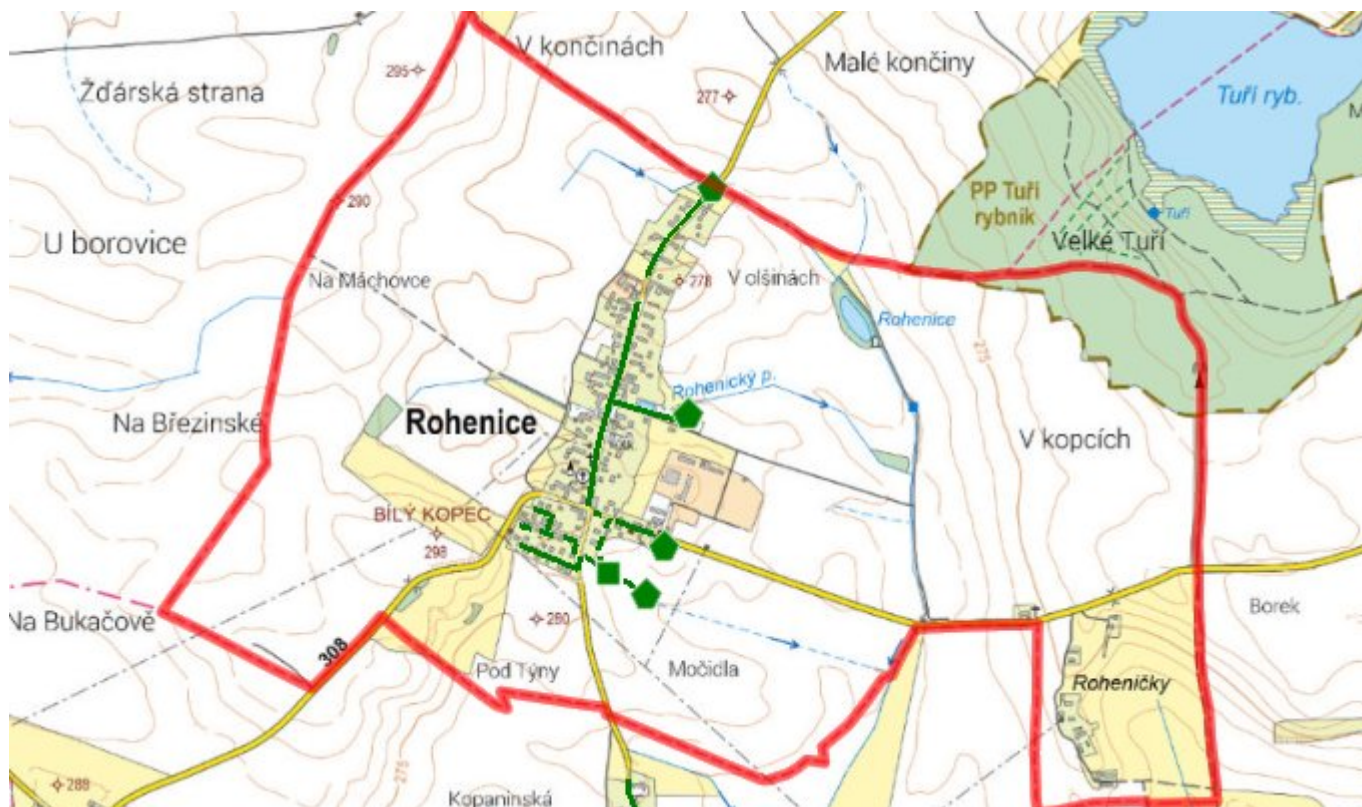 V končinách
Malé končiny
295
Žďárská strana
277
Tuří ryb.
290
PP Tuří
rybník
Tuří
Velké Tuří
U borovice
Na Máchovce
278
V olšinách
Rohenice
275
Rohenický p.
Na Březinské
Rohenice
V kopcích
BÍLÝ KOPEC
298
Na Bukačově
280
Borek
308
Pod Týny
Močidla
Roheničky
275
288
Kopaninská